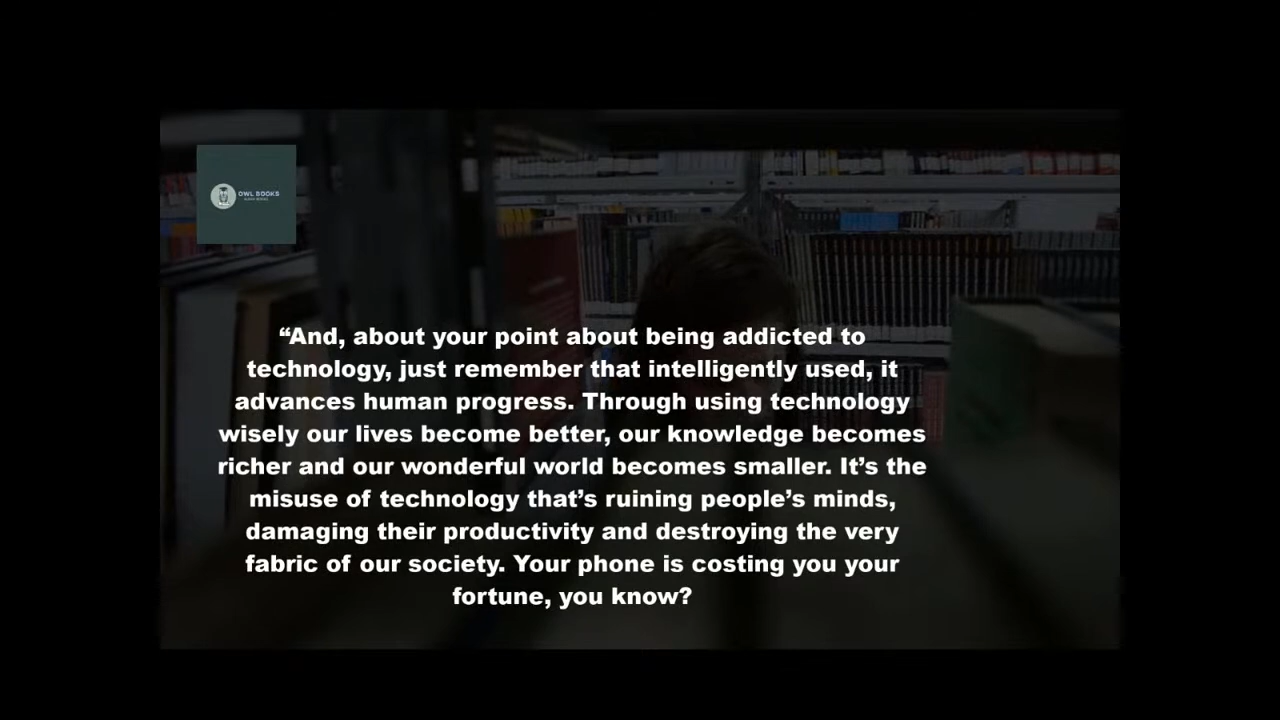 OWL BOOKS
“And, about your point about being addicted to
technology, just remember that intelligently used, it
advances human progress. Through using technology
wisely our lives become better, our knowledge becomes
richer and our wonderful world becomes smaller. It’s the
misuse of technology that’s ruining people’s minds,
damaging their productivity and destroying the very
fabric of our society. Your phone is costing you your
fortune, you know?